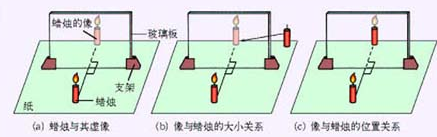 蜡烛的像
玻璃板
支架
纸
蜡烛
(a) 蜡烛与其虚像
(b) 像与蜡烛的大小关系
(c) 像与蜡烛的位置关系